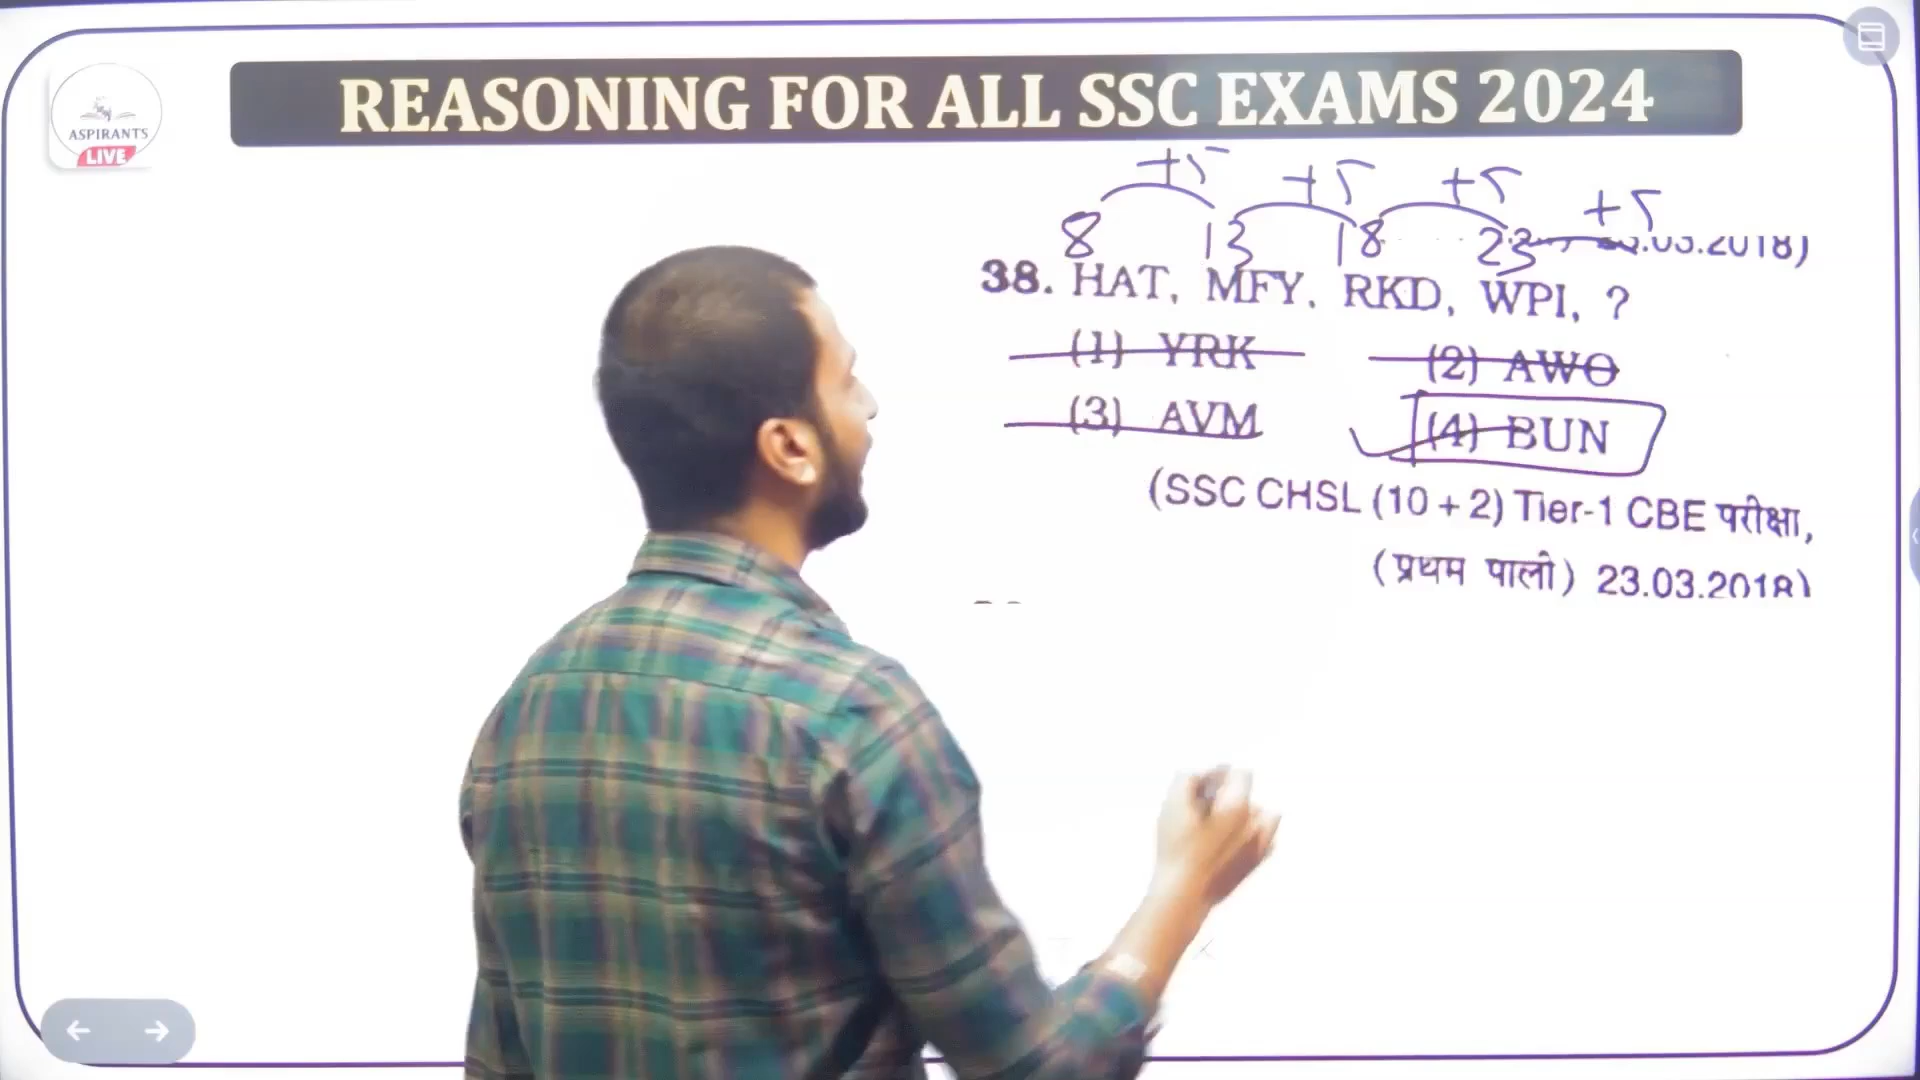 REASONING FOR ALL SSC EXAMS 2024
ASPIRANTS
LIVE
+5 +5 +5 +5
8 13 18 23 .03.2018)
38. HAT, MFY, RKD, WPI, ?
(1) YRK (2) AWO
(3) AVM (4) BUN
(SSC CHSL (10 + 2) Tier-1 CBE परीक्षा,
(प्रथम पाली) 23.03.2018)